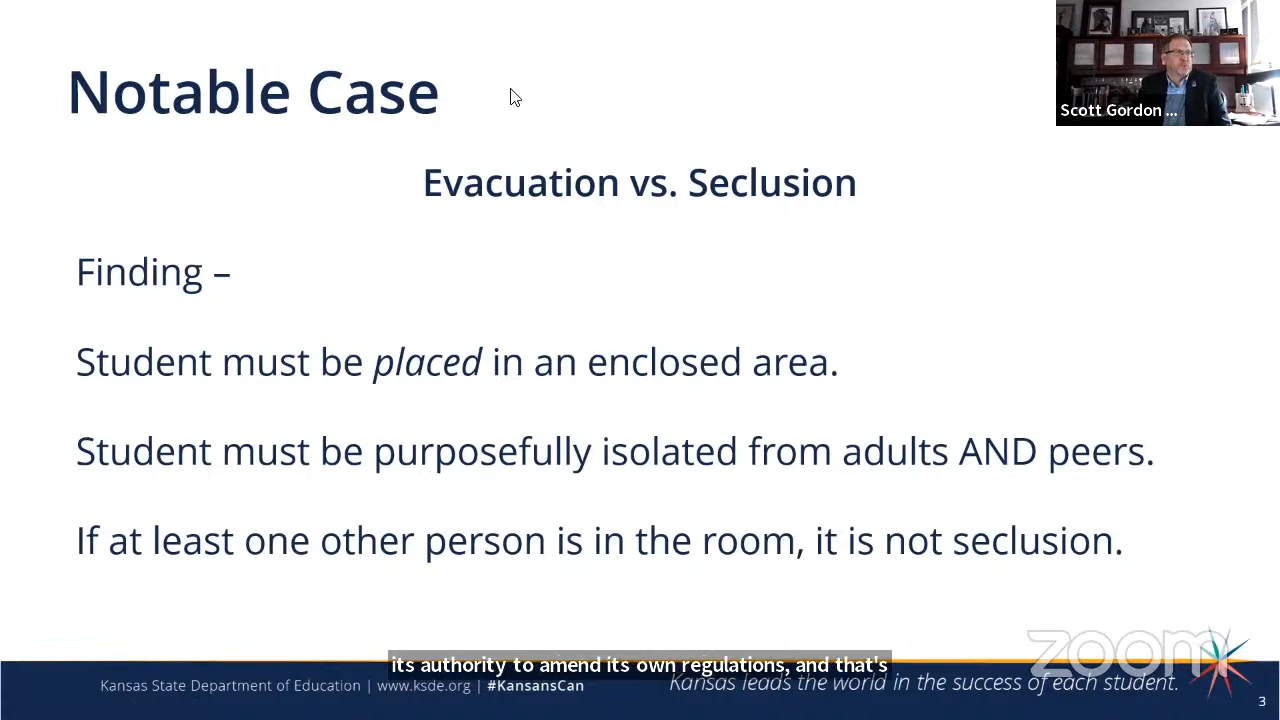 Notable Case
Scott Gordon ...
Evacuation vs. Seclusion
Finding –
Student must be placed in an enclosed area.
Student must be purposefully isolated from adults AND peers.
If at least one other person is in the room, it is not seclusion.
zoom
its authority to amend its own regulations, and that's
Kansas State Department of Education | www.ksde.org | #KansansCan
Kansas leads the world in the success of each student.
3